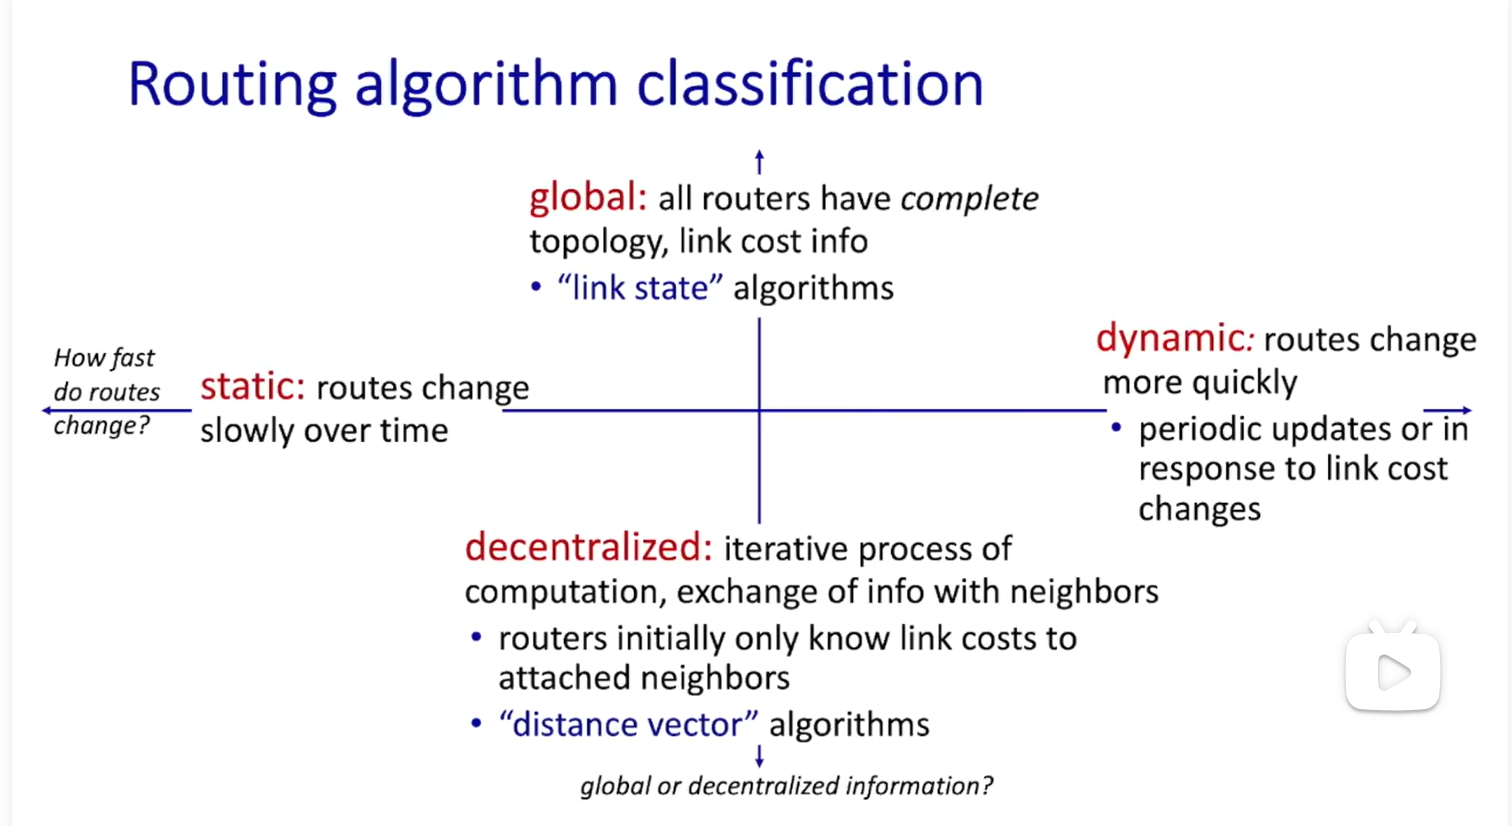 Routing algorithm classification
global: all routers have complete
topology, link cost info
• “link state” algorithms
How fast
do routes
change?
static: routes change
slowly over time
dynamic: routes change
more quickly
• periodic updates or in
response to link cost
changes
decentralized: iterative process of
computation, exchange of info with neighbors
• routers initially only know link costs to
attached neighbors
• “distance vector” algorithms
global or decentralized information?